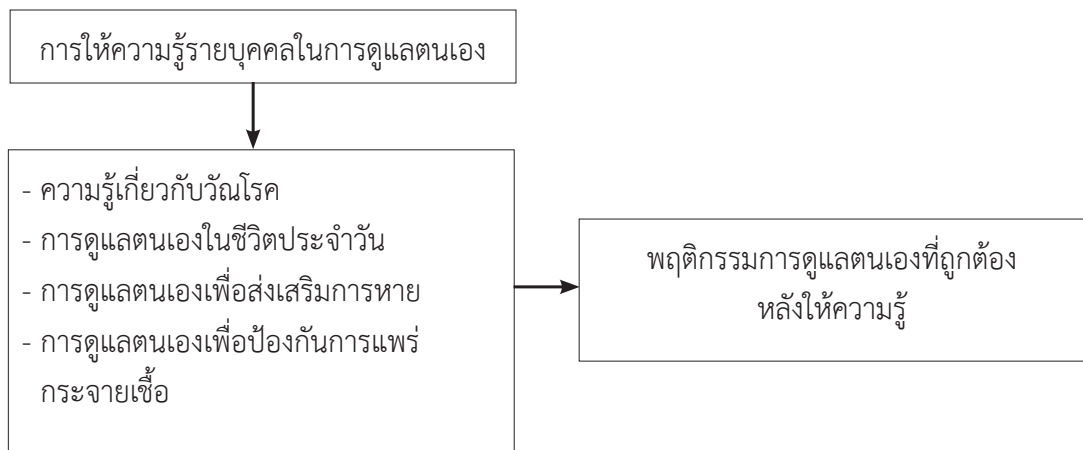 การให้ความรู้รายบุคคลในการดูแลตนเอง
- ความรู้เกี่ยวกับวัณโรค
- การดูแลตนเองในชีวิตประจำวัน
- การดูแลตนเองเพื่อส่งเสริมการหาย
- การดูแลตนเองเพื่อป้องกันการแพร่
กระจายเชื้อ
พฤติกรรมการดูแลตนเองที่ถูกต้อง
หลังให้ความรู้